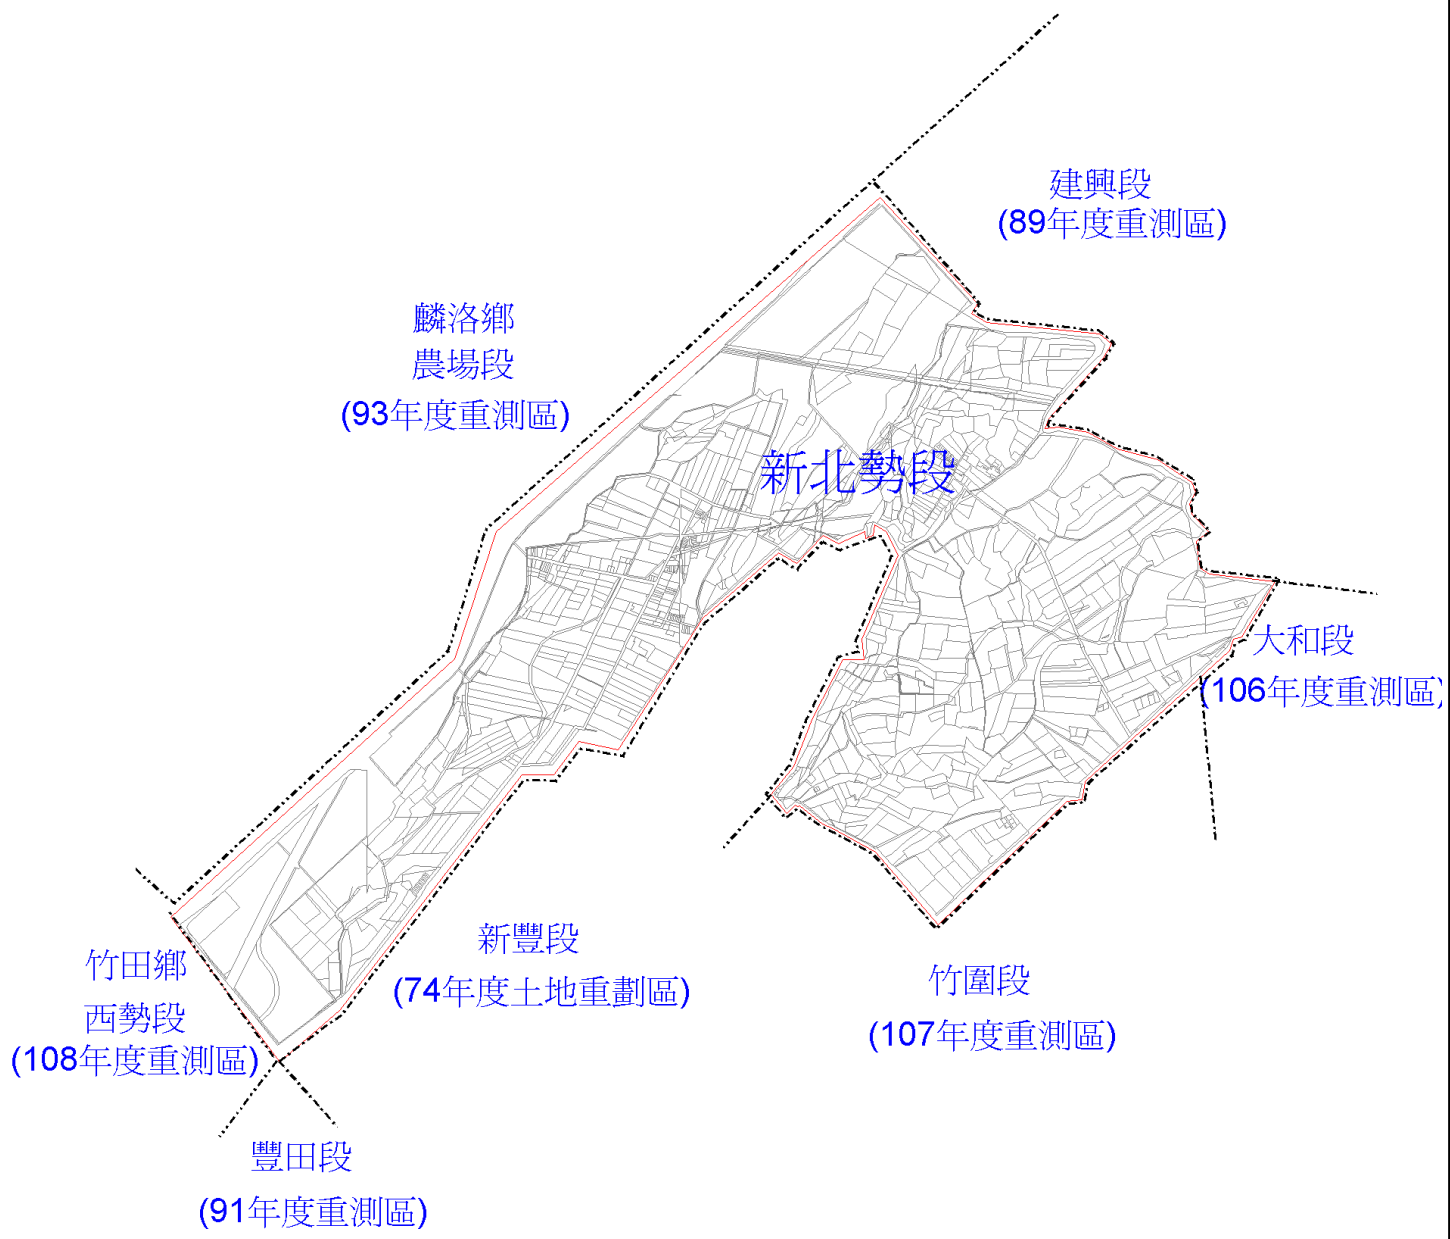 建興段
(89年度重測區)
麟洛鄉
農場段
(93年度重測區)
新北勢段
大和段
(106年度重測區)
新豐段
(74年度土地重劃區)
竹田鄉
西勢段
(108年度重測區)
竹圍段
(107年度重測區)
豐田段
(91年度重測區)